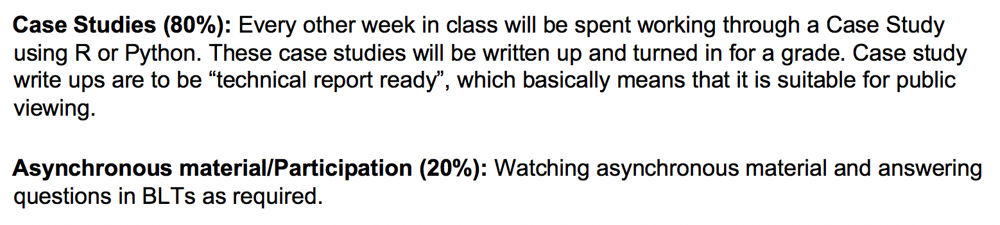 Case Studies (80%): Every other week in class will be spent working through a Case Study
using R or Python. These case studies will be written up and turned in for a grade. Case study
write ups are to be “technical report ready”, which basically means that it is suitable for public
viewing.
Asynchronous material/Participation (20%): Watching asynchronous material and answering
questions in BLTs as required.